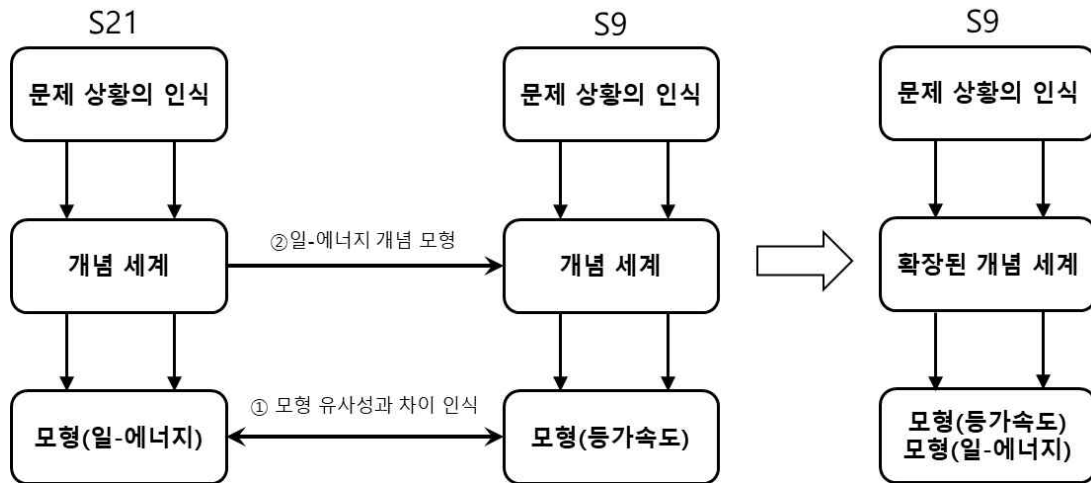 S21
S9
S9
문제 상황의 인식
문제 상황의 인식
문제 상황의 인식
②일-에너지 개념 모형
개념 세계
개념 세계
확장된 개념 세계
① 모형 유사성과 차이 인식
모형(일-에너지)
모형(등가속도)
모형(등가속도)
모형(일-에너지)